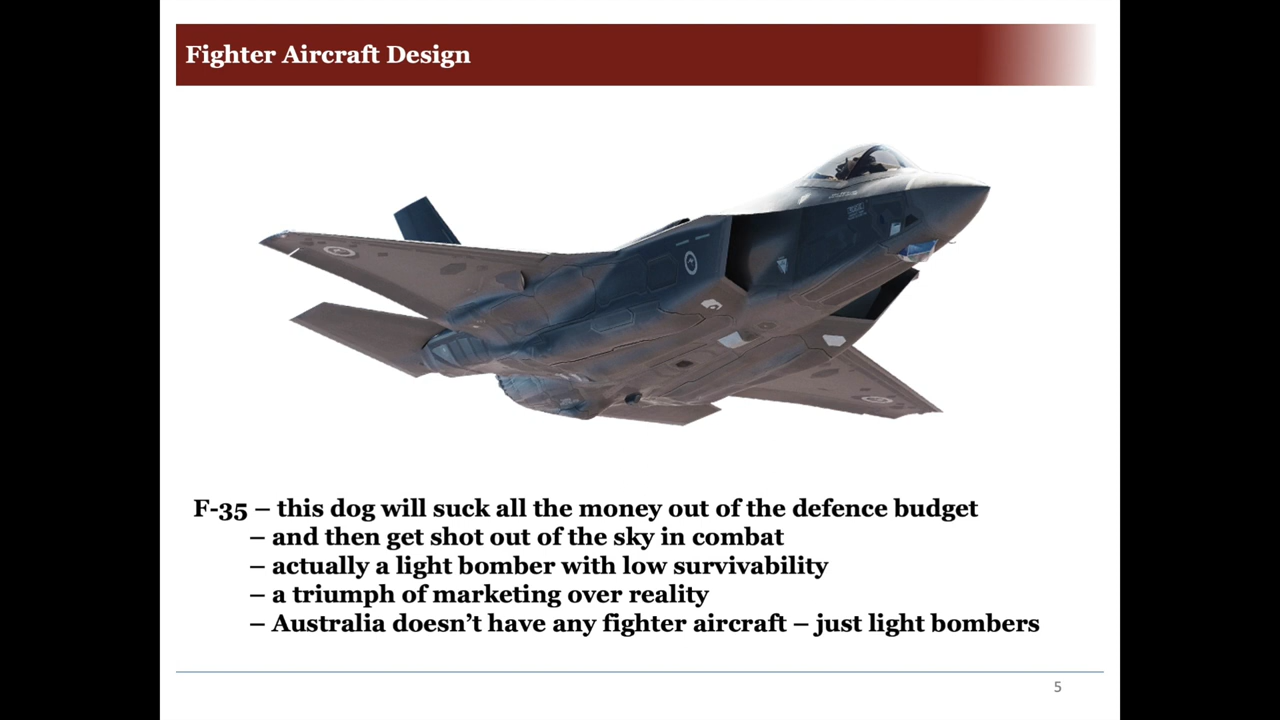 Fighter Aircraft Design
F-35 – this dog will suck all the money out of the defence budget
– and then get shot out of the sky in combat
– actually a light bomber with low survivability
– a triumph of marketing over reality
– Australia doesn’t have any fighter aircraft – just light bombers
5